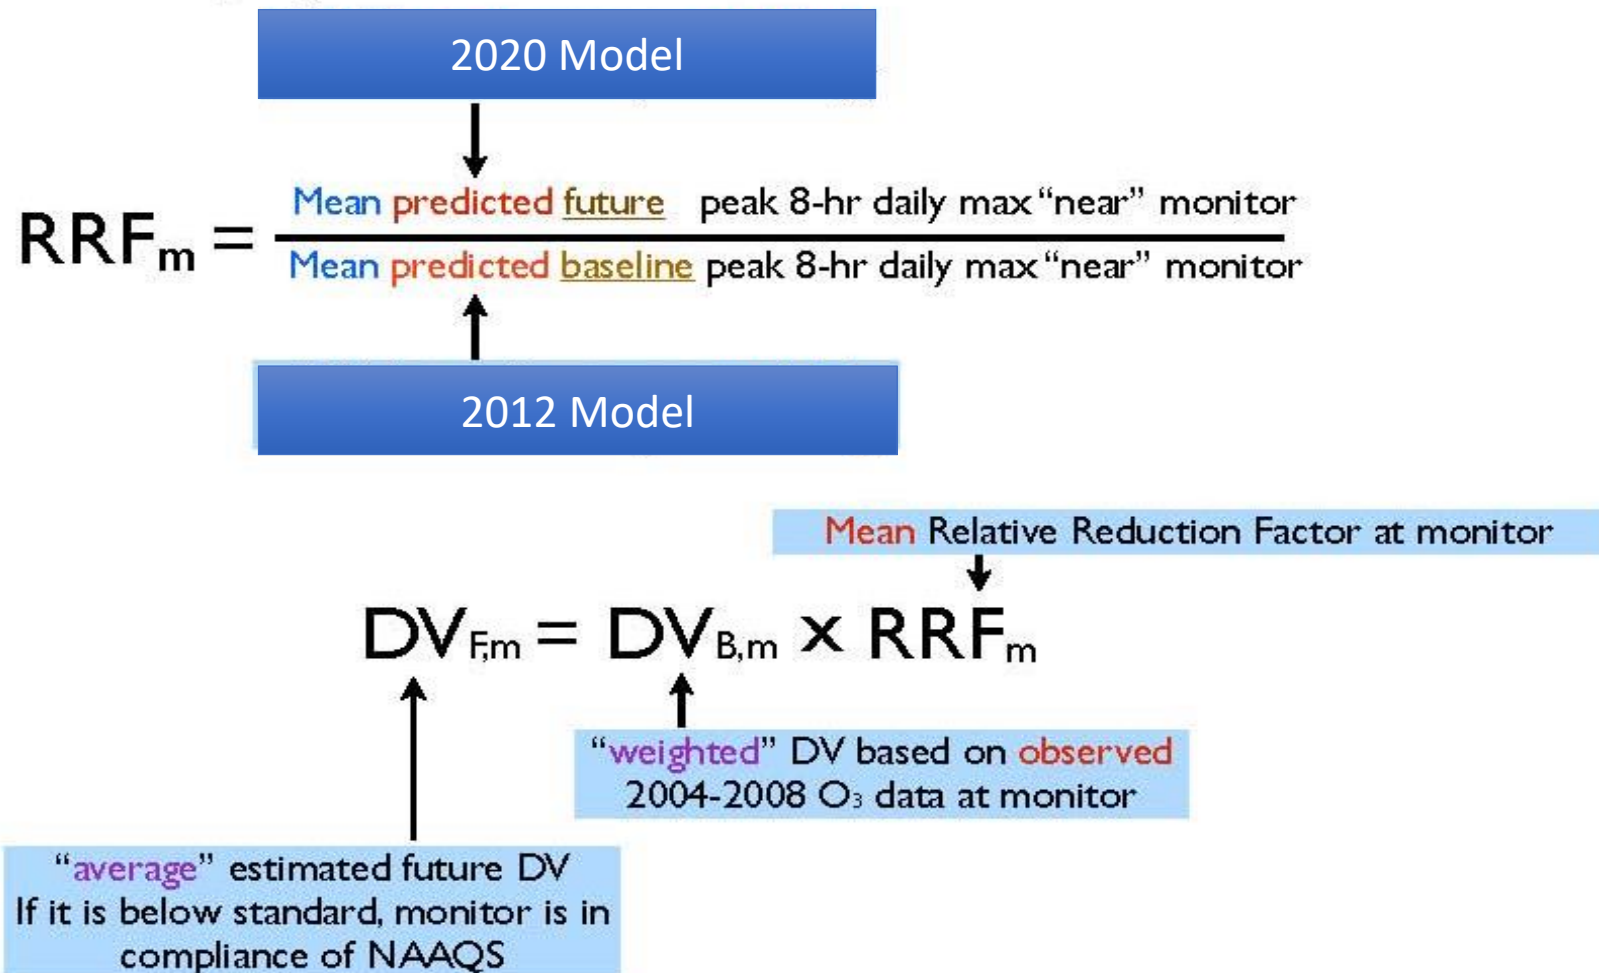 2020 Model
Mean predicted future peak 8-hr daily max “near” monitor
RRFm =
Mean predicted baseline peak 8-hr daily max “near” monitor
2012 Model
Mean Relative Reduction Factor at monitor
DVF,m = DVB,m x RRFm
“weighted” DV based on observed
2004-2008 O3 data at monitor
“average” estimated future DV
If it is below standard, monitor is in
compliance of NAAQS